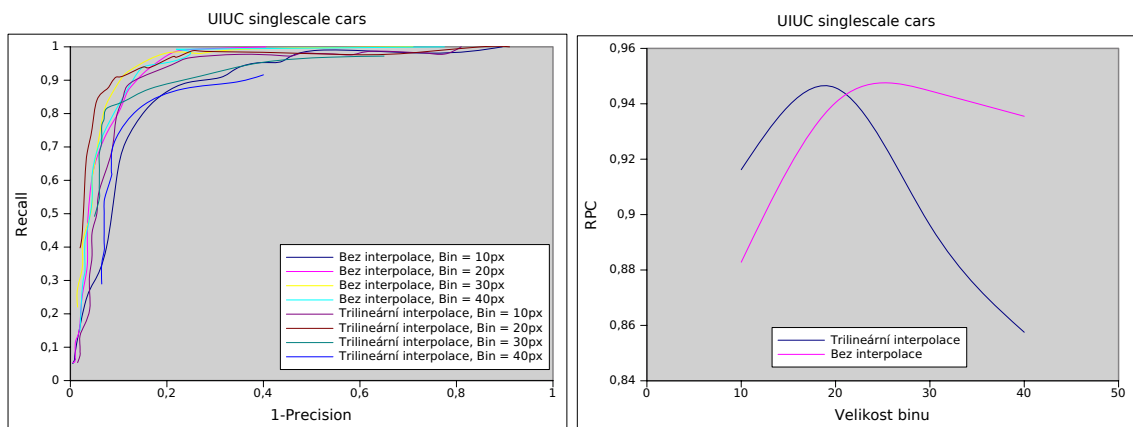 UIUC singlescale cars
Recall
1
0,9
0,8
0,7
0,6
0,5
0,4
0,3
0,2
0,1
0
0
0,2
0,4
0,6
0,8
1
1-Precision
Bez interpolace, Bin = 10px
Bez interpolace, Bin = 20px
Bez interpolace, Bin = 30px
Bez interpolace, Bin = 40px
Trilineární interpolace, Bin = 10px
Trilineární interpolace, Bin = 20px
Trilineární interpolace, Bin = 30px
Trilineární interpolace, Bin = 40px
UIUC singlescale cars
RPC
0,96
0,94
0,92
0,9
0,88
0,86
0,84
0
10
20
30
40
50
Velikost binu
Trilineární interpolace
Bez interpolace